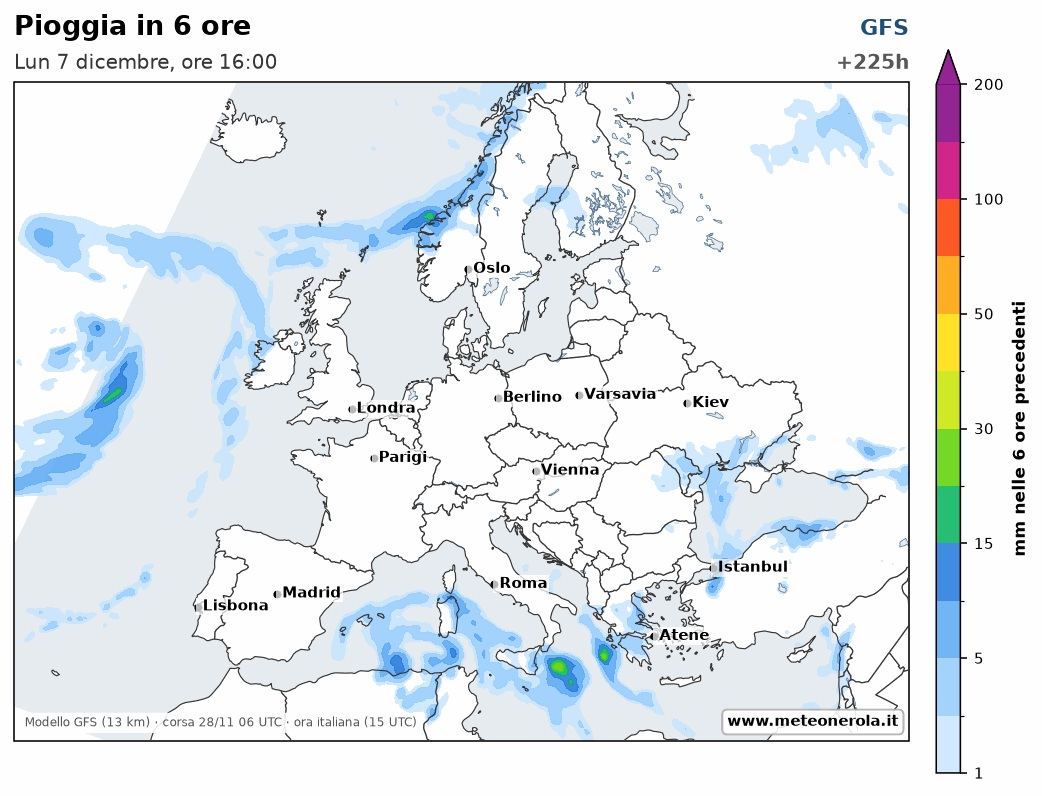 Pioggia in 6 ore
GFS
Lun 7 dicembre, ore 16:00
+225h
200
100
50
30
15
5
1
mm nelle 6 ore precedenti
Oslo
Berlino
Varsavia
Kiev
Londra
Parigi
Vienna
Istanbul
Roma
Madrid
Lisbona
Atene
Modello GFS (13 km) · corsa 28/11 06 UTC · ora italiana (15 UTC)
www.meteonerola.it